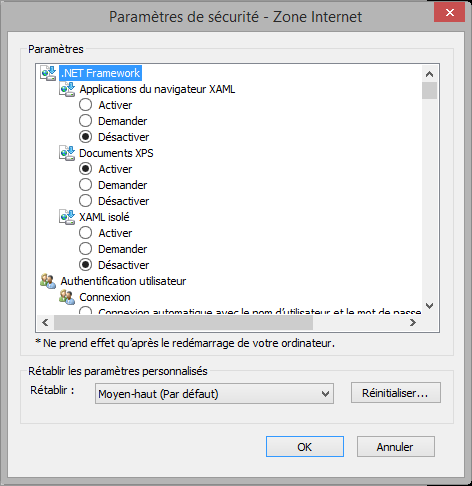 Paramètres de sécurité - Zone Internet
Paramètres
.NET Framework
Applications du navigateur XAML
Activer
Demander
Désactiver
Documents XPS
Activer
Demander
Désactiver
XAML isolé
Activer
Demander
Désactiver
Authentification utilisateur
Connexion
Connexion automatique avec le nom d'utilisateur et le mot de passe
* Ne prend effet qu'après le redémarrage de votre ordinateur.
Rétablir les paramètres personnalisés
Rétablir : Moyen-haut (Par défaut) Réinitialiser...
OK Annuler